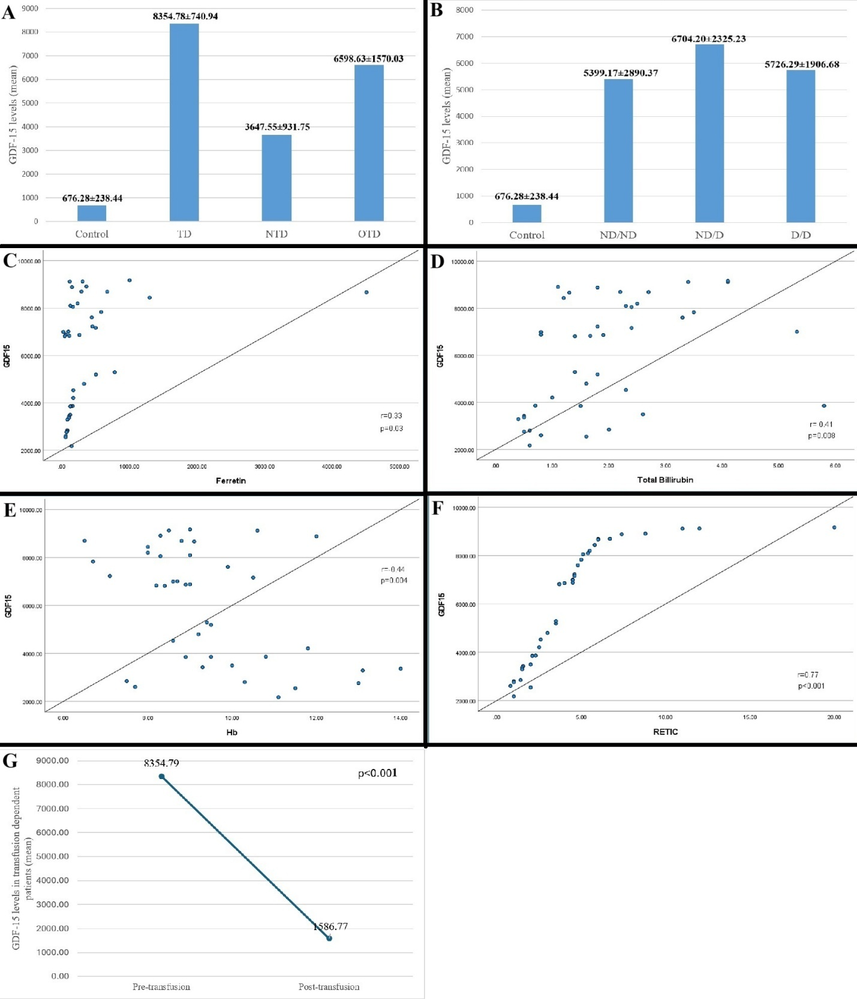 A
9000
8000
7000
6000
5000
4000
3000
2000
1000
0
GDF-15 levels (mean)
676.28±238.44
8354.78±740.94
3647.55±931.75
6598.63±1570.03
Control TD NTD OTD
B
8000
7000
6000
5000
4000
3000
2000
1000
0
GDF-15 levels (mean)
676.28±238.44
5399.17±2890.37
6704.20±2325.23
5726.29±1906.68
Control ND/ND ND/D D/D
C
10000.00
8000.00
6000.00
4000.00
2000.00
GDF15
r=0.33
p=0.03
.00 1000.00 2000.00 3000.00 4000.00 5000.00
Ferretin
D
10000.00
8000.00
6000.00
4000.00
2000.00
GDF15
r= 0.41
p=0.008
.00 1.00 2.00 3.00 4.00 5.00 6.00
Total Billirubin
E
10000.00
8000.00
6000.00
4000.00
2000.00
GDF15
r=-0.44
p=0.004
6.00 9.00 10.00 12.00 14.00
Hb
F
10000.00
8000.00
6000.00
4000.00
2000.00
GDF15
r=0.77
p<0.001
.00 5.00 10.00 15.00 20.00
RETIC
G
9000.00
8000.00
7000.00
6000.00
5000.00
4000.00
3000.00
2000.00
1000.00
0.00
GDF-15 levels in transfusion dependent
patients (mean)
8354.79
p<0.001
1586.77
Pre-transfusion Post-transfusion